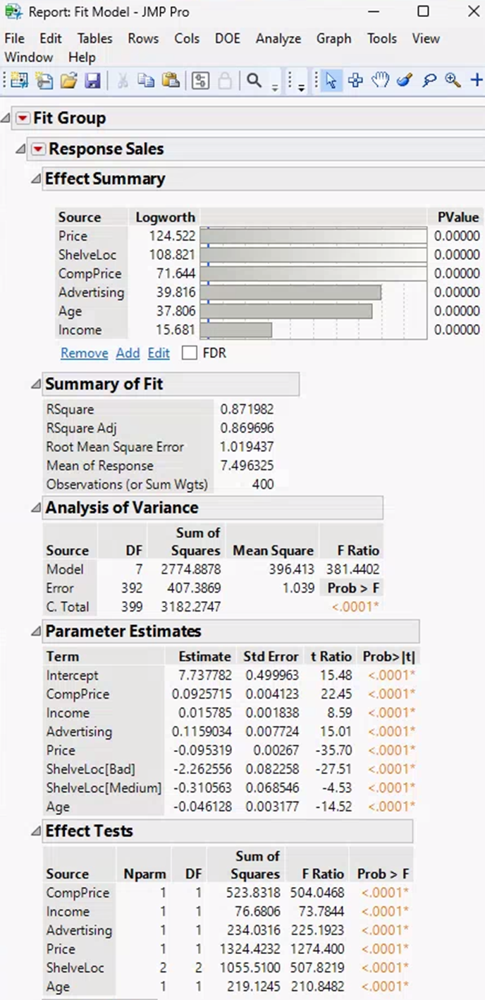 Report: Fit Model - JMP Pro
File Edit Tables Rows Cols DOE Analyze Graph Tools View
Window Help
Fit Group
Response Sales
Effect Summary
Source Logworth PValue
Price 124.522 0.00000
ShelveLoc 108.821 0.00000
CompPrice 71.644 0.00000
Advertising 39.816 0.00000
Age 37.806 0.00000
Income 15.681 0.00000
Remove Add Edit FDR
Summary of Fit
RSquare 0.871982
RSquare Adj 0.869696
Root Mean Square Error 1.019437
Mean of Response 7.496325
Observations (or Sum Wgts) 400
Analysis of Variance
Sum of
Source DF Squares Mean Square F Ratio
Model 7 2774.8878 396.413 381.4402
Error 392 407.3869 1.039 Prob > F
C. Total 399 3182.2747 <.0001*
Parameter Estimates
Term Estimate Std Error t Ratio Prob>|t|
Intercept 7.737782 0.499963 15.48 <.0001*
CompPrice 0.0925715 0.004123 22.45 <.0001*
Income 0.015785 0.001838 8.59 <.0001*
Advertising 0.1159034 0.007724 15.01 <.0001*
Price -0.095319 0.00267 -35.70 <.0001*
ShelveLoc[Bad] -2.262556 0.082258 -27.51 <.0001*
ShelveLoc[Medium] -0.310563 0.068546 -4.53 <.0001*
Age -0.046128 0.003177 -14.52 <.0001*
Effect Tests
Sum of
Source Nparm DF Squares F Ratio Prob > F
CompPrice 1 1 523.8318 504.0468 <.0001*
Income 1 1 76.6806 73.7844 <.0001*
Advertising 1 1 234.0316 225.1923 <.0001*
Price 1 1 1324.4232 1274.400 <.0001*
ShelveLoc 2 2 1055.5100 507.8219 <.0001*
Age 1 1 219.1245 210.8482 <.0001*